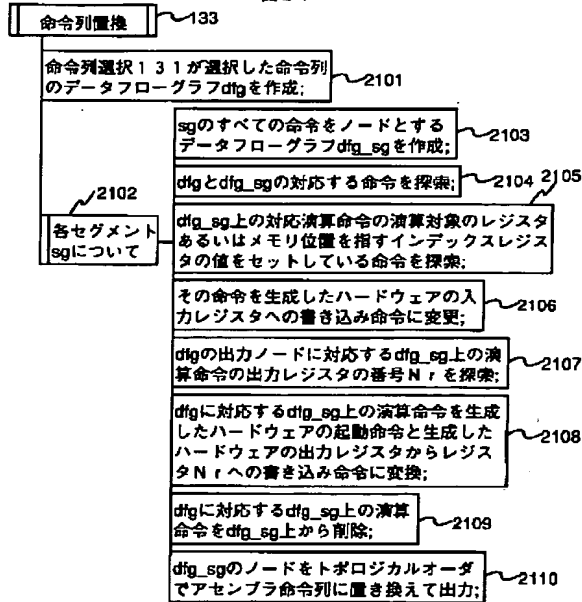 命令列置換
133
命令列選択131が選択した命令列
のデータフローグラフdfgを作成;
2101
sgのすべての命令をノードとする
データフローグラフdfg_sgを作成;
2103
dfgとdfg_sgの対応する命令を探索;
2104
2105
2102
各セグメント
sgについて
dfg_sg上の対応演算命令の演算対象のレジスタ
あるいはメモリ位置を指すインデックスレジス
タの値をセットしている命令を探索;
その命令を生成したハードウェアの入
力レジスタへの書き込み命令に変更;
2106
dfgの出力ノードに対応するdfg_sg上の演
算命令の出力レジスタの番号Nrを探索;
2107
dfgに対応するdfg_sg上の演算命令を生成
したハードウェアの起動命令と生成した
ハードウェアの出力レジスタからレジス
タNrへの書き込み命令に変換;
2108
dfgに対応するdfg_sg上の演算
命令をdfg_sg上から削除;
2109
dfg_sgのノードをトポロジカルオーダ
でアセンブラ命令列に置き換えて出力;
2110